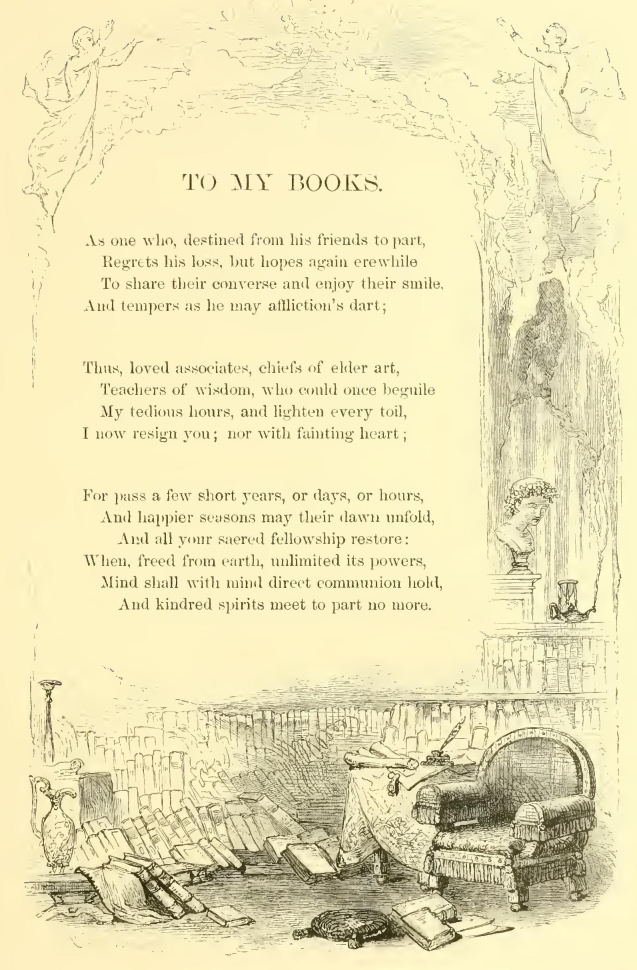 TO MY BOOKS.
As one who, destined from his friends to part,
Regrets his loss, but hopes again erewhile
To share their converse and enjoy their smile,
And tempers as he may affliction's dart;
Thus, loved associates, chiefs of elder art,
Teachers of wisdom, who could once beguile
My tedious hours, and lighten every toil,
I now resign you; nor with fainting heart;
For pass a few short years, or days, or hours,
And happier seasons may their dawn unfold,
And all your sacred fellowship restore:
When, freed from earth, unlimited its powers,
Mind shall with mind direct communion hold,
And kindred spirits meet to part no more.